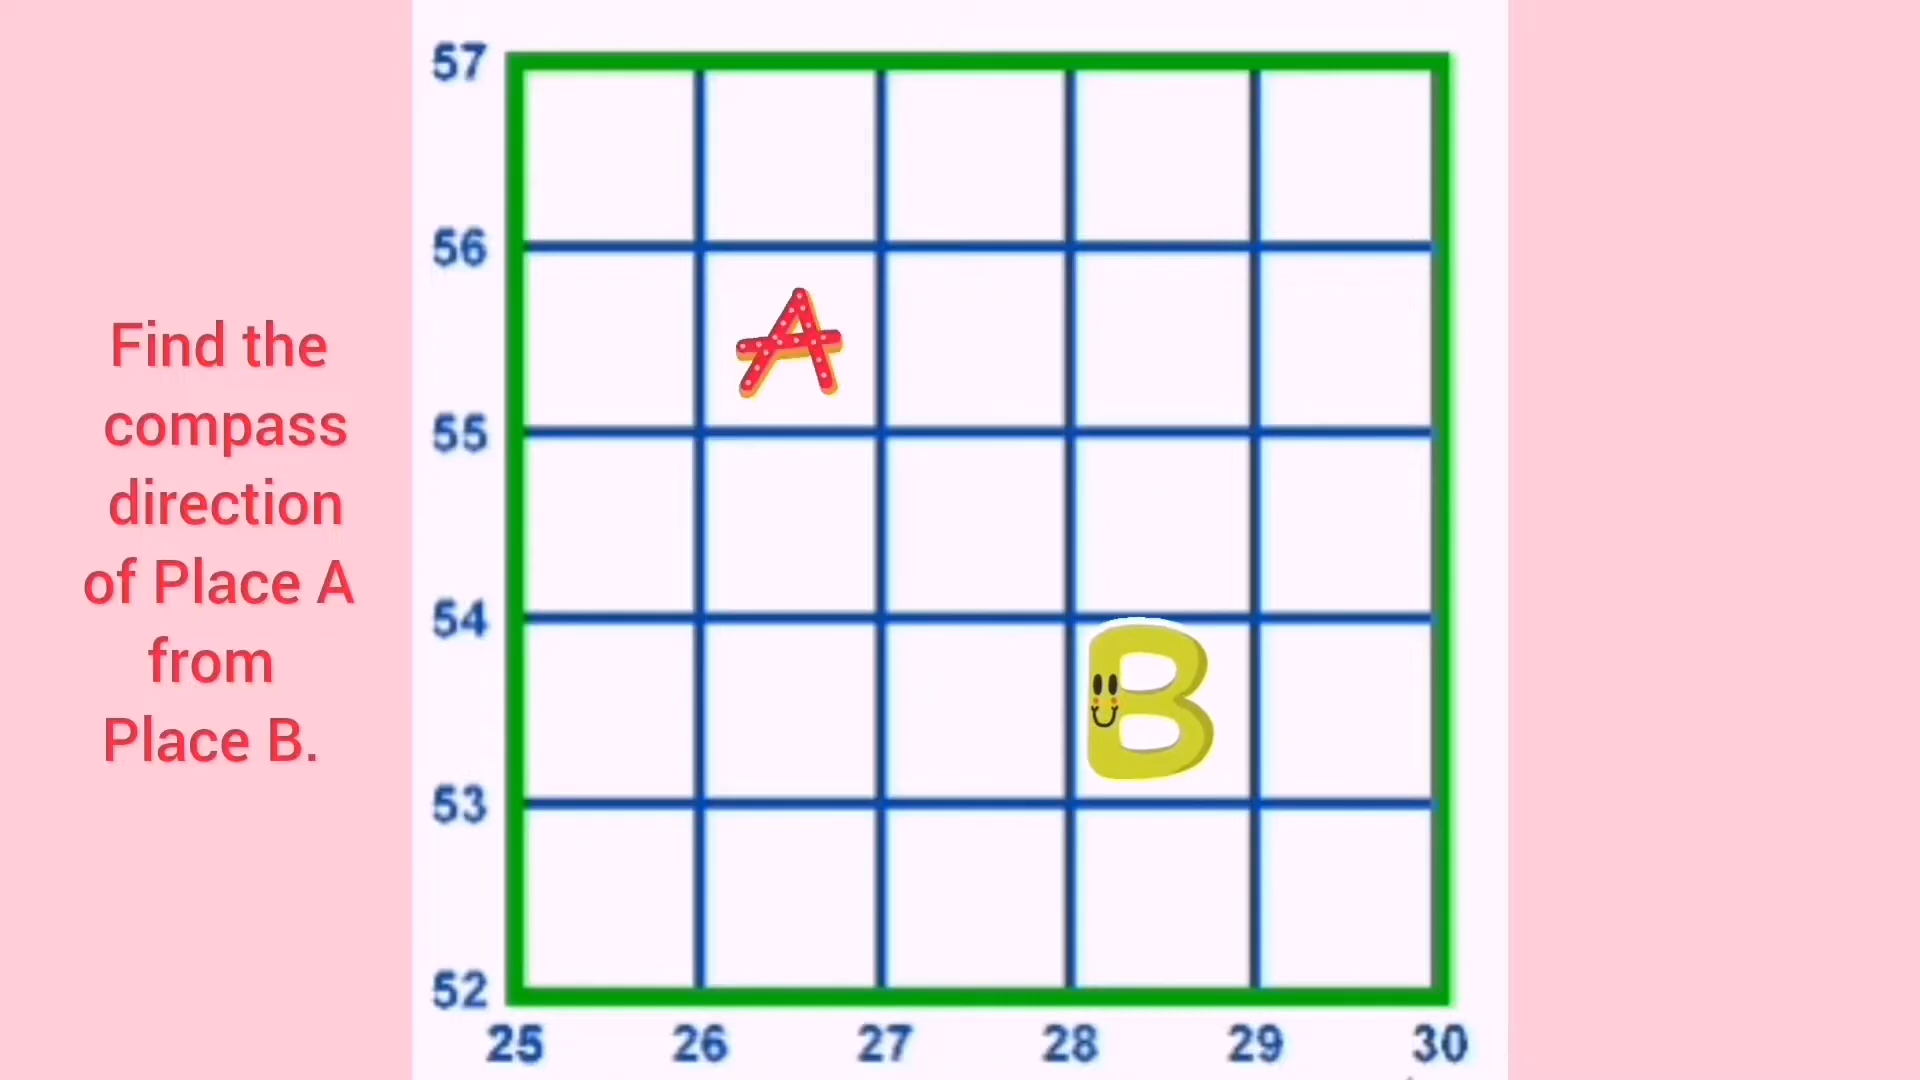 Find the
compass
direction
of Place A
from
Place B.
57
56
A
55
54
B
53
52
25 26 27 28 29 30